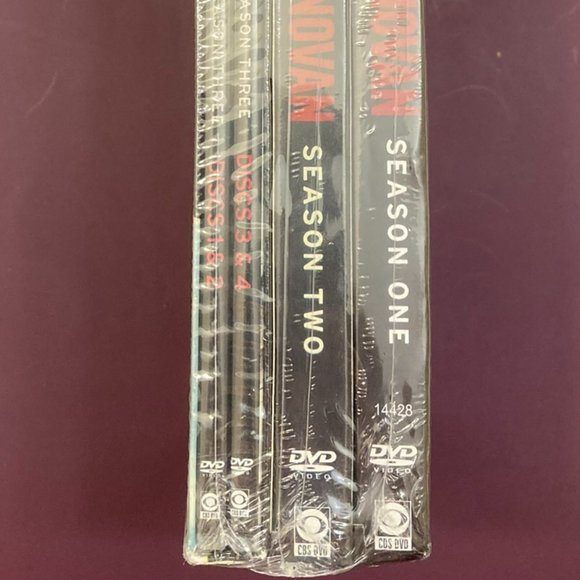 SEASON THREE
DISCS 1 & 2
DVD
VIDEO
SEASON THREE
DISCS 3 & 4
DVD
NOVAN
SEASON TWO
DVD
VIDEO
CBS DVD
NOVAN
SEASON ONE
14428
DVD
VIDEO
CBS DVD